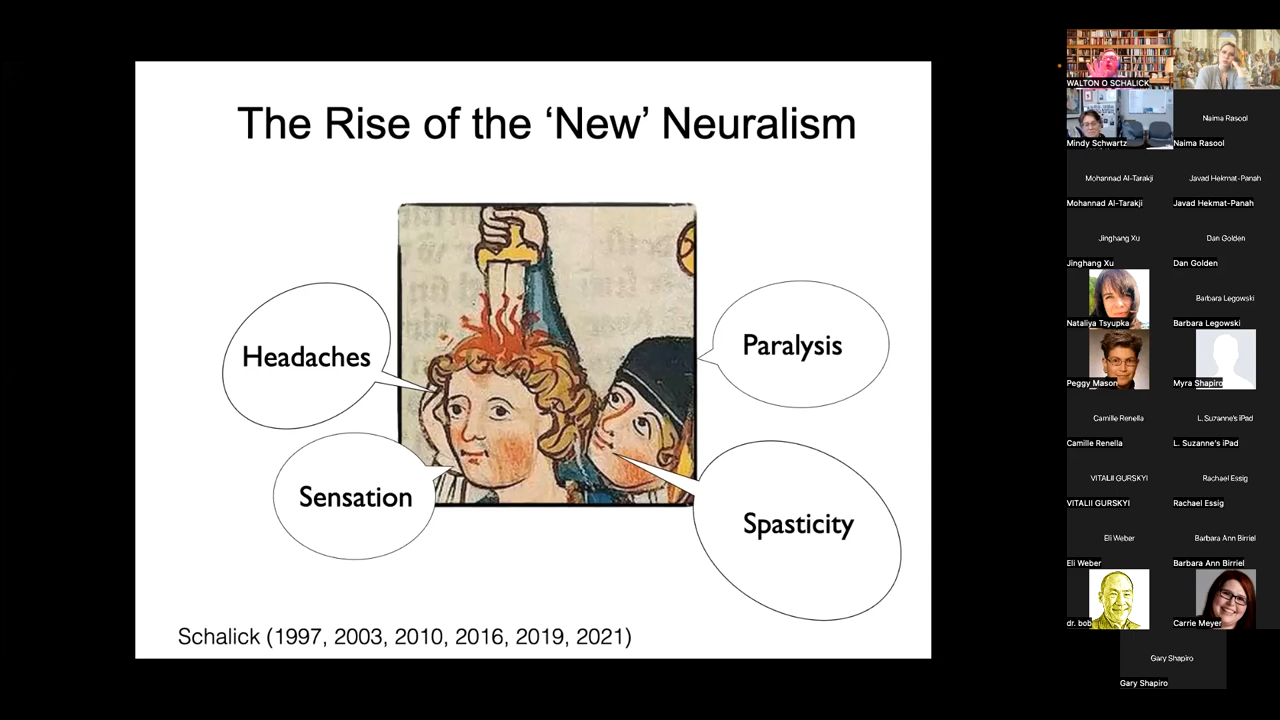 The Rise of the ‘New’ Neuralism
Headaches
Paralysis
Sensation
Spasticity
Schalick (1997, 2003, 2010, 2016, 2019, 2021)
WALTON O SCHALICK
Mindy Schwartz
Naima Rasool
Naima Rasool
Mohannad Al-Tarakji
Mohannad Al-Tarakji
Javad Hekmat-Panah
Javad Hekmat-Panah
Jinghang Xu
Jinghang Xu
Dan Golden
Dan Golden
Nataliya Tsyupka
Barbara Legowski
Barbara Legowski
Peggy Mason
Myra Shapiro
Camille Renella
Camille Renella
L. Suzanne's iPad
L. Suzanne's iPad
VITALII GURSKYI
VITALII GURSKYI
Rachael Essig
Rachael Essig
Eli Weber
Eli Weber
Barbara Ann Birriel
Barbara Ann Birriel
dr. bob
Carrie Meyer
Gary Shapiro
Gary Shapiro